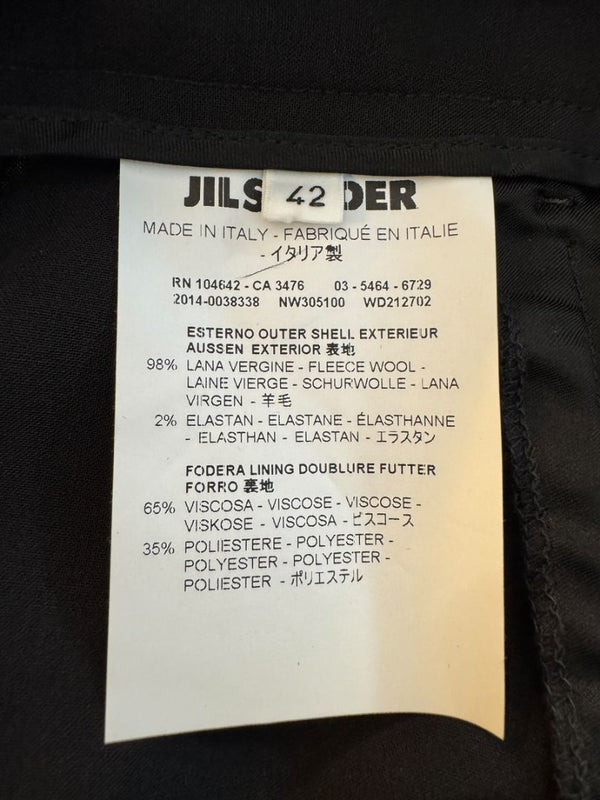 JILS DER
42
MADE IN ITALY - FABRIQUÉ EN ITALIE
- イタリア製
RN 104642 - CA 3476 03 - 5464 - 6729
2014-0038338 NW305100 WD212702
ESTERNO OUTER SHELL EXTERIEUR
AUSSEN EXTERIOR 表地
98% LANA VERGINE - FLEECE WOOL -
LAINE VIERGE - SCHURWOLLE - LANA
VIRGEN - 羊毛
2% ELASTAN - ELASTANE - ÉLASTHANNE
- ELASTHAN - ELASTAN - エラスタン
FODERA LINING DOUBLURE FUTTER
FORRO 裏地
65% VISCOSA - VISCOSE - VISCOSE -
VISKOSE - VISCOSA - ビスコース
35% POLIESTERE - POLYESTER -
POLYESTER - POLYESTER -
POLIESTER - ポリエステル